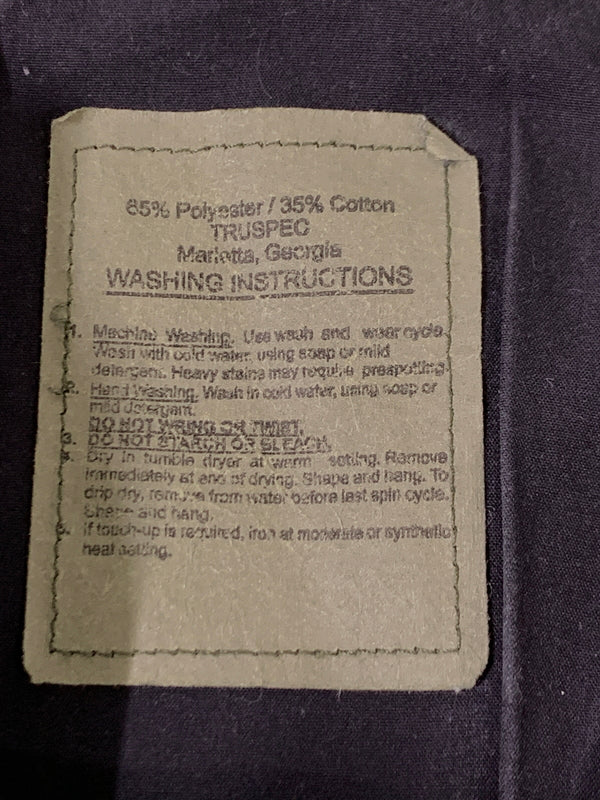 65% Polyester / 35% Cotton
TRUSPEC
Marietta, Georgia
WASHING INSTRUCTIONS
1. Machine Washing. Use wash and wear cycle.
Wash with cold water, using soap or mild
detergent. Heavy stains may require prespotting.
2. Hand Washing. Wash in cold water, using soap or
mild detergent.
DO NOT WRING OR TWIST.
3. DO NOT STARCH OR BLEACH.
4. Dry in tumble dryer at warm setting. Remove
immediately at end of drying. Shape and hang. To
drip dry, remove from water before last spin cycle.
Shape and hang.
5. If touch-up is required, iron at moderate or synthetic
heat setting.